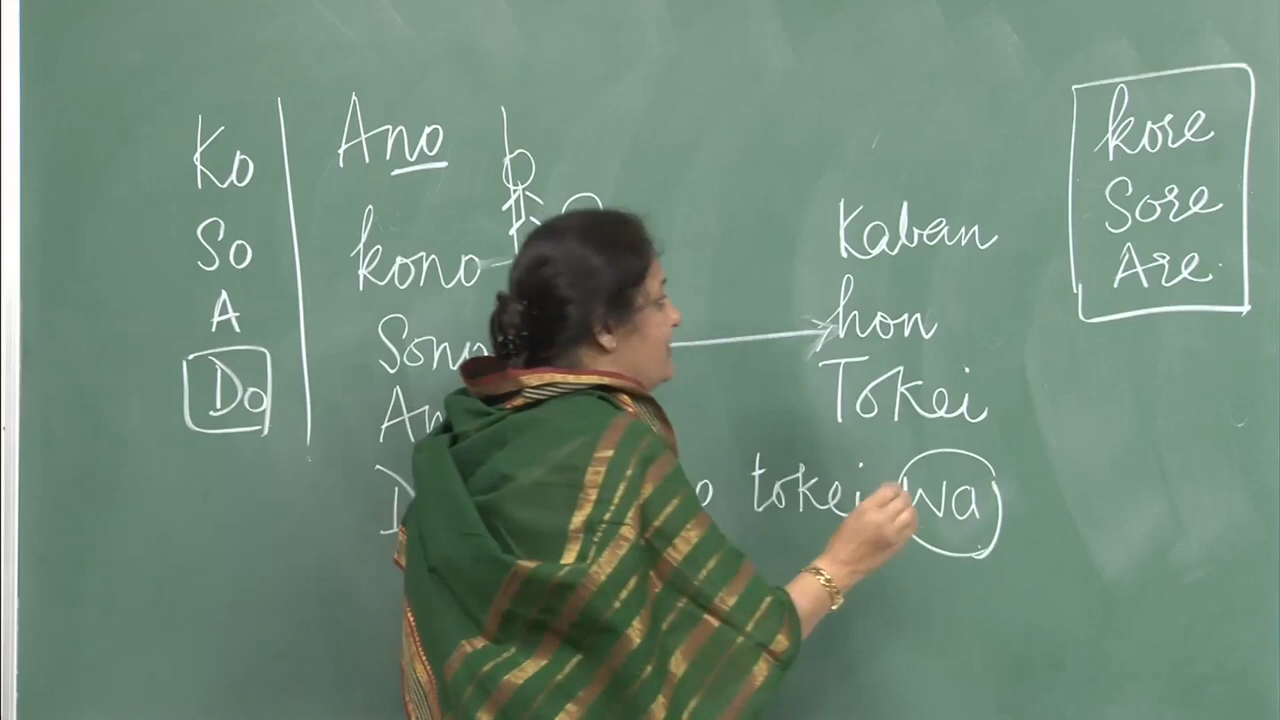 Ko
So
A
Do
Ano
kono
Kaban
hon
Tokei
tokei wa
kore
Sore
Are